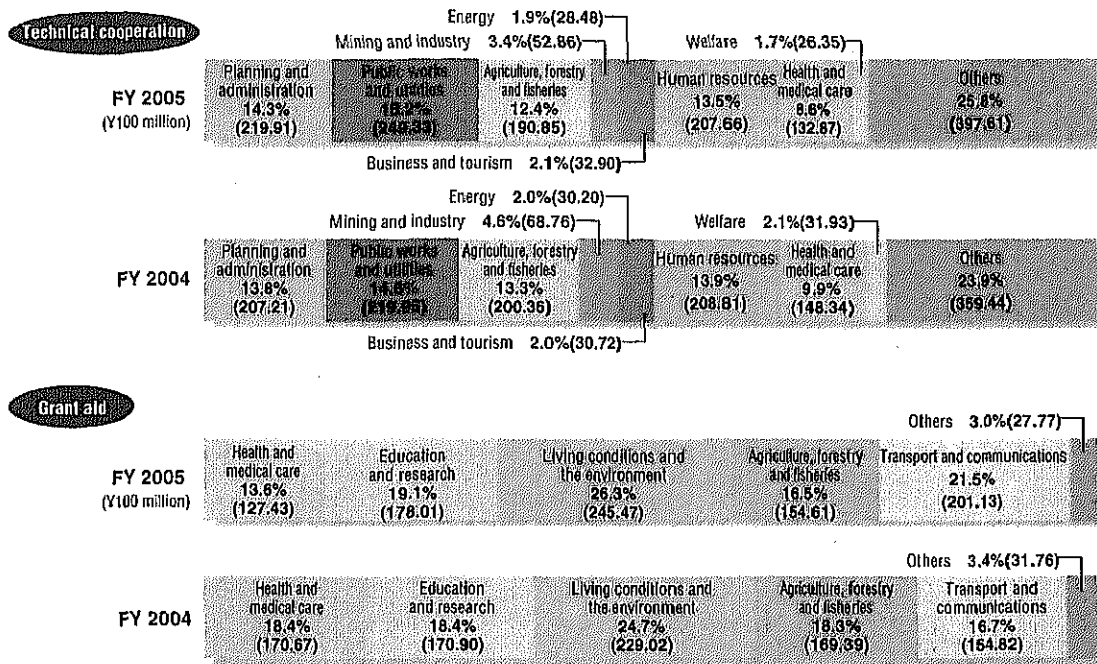 Technical cooperation
Energy 1.9%(28.48)
Mining and industry 3.4%(52.86)
Welfare 1.7%(26.35)
FY 2005
(¥100 million)
Planning and
administration
14.3%
(219.91)
Public works
and utilities
16.2%
(249.33)
Agriculture, forestry
and fisheries
12.4%
(190.85)
Human resources
13.5%
(207.66)
Health and
medical care
8.6%
(132.87)
Others
25.8%
(397.61)
Business and tourism 2.1%(32.90)
Energy 2.0%(30.20)
Mining and industry 4.6%(68.76)
Welfare 2.1%(31.93)
FY 2004
Planning and
administration
13.8%
(207.21)
Public works
and utilities
14.6%
Agriculture, forestry
and fisheries
13.3%
(200.36)
Human resources
13.9%
(208.81)
Health and
medical care
9.9%
(148.34)
Others
23.9%
(359.44)
Business and tourism 2.0%(30.72)
Grant aid
Others 3.0%(27.77)
FY 2005
(¥100 million)
Health and
medical care
13.6%
(127.43)
Education
and research
19.1%
(178.01)
Living conditions and
the environment
26.3%
(245.47)
Agriculture, forestry
and fisheries
16.5%
(154.61)
Transport and communications
21.5%
(201.13)
Others 3.4%(31.76)
FY 2004
Health and
medical care
18.4%
(170.67)
Education
and research
18.4%
(170.90)
Living conditions and
the environment
24.7%
(229.02)
Agriculture, forestry
and fisheries
18.3%
(169.39)
Transport and
communications
16.7%
(154.82)